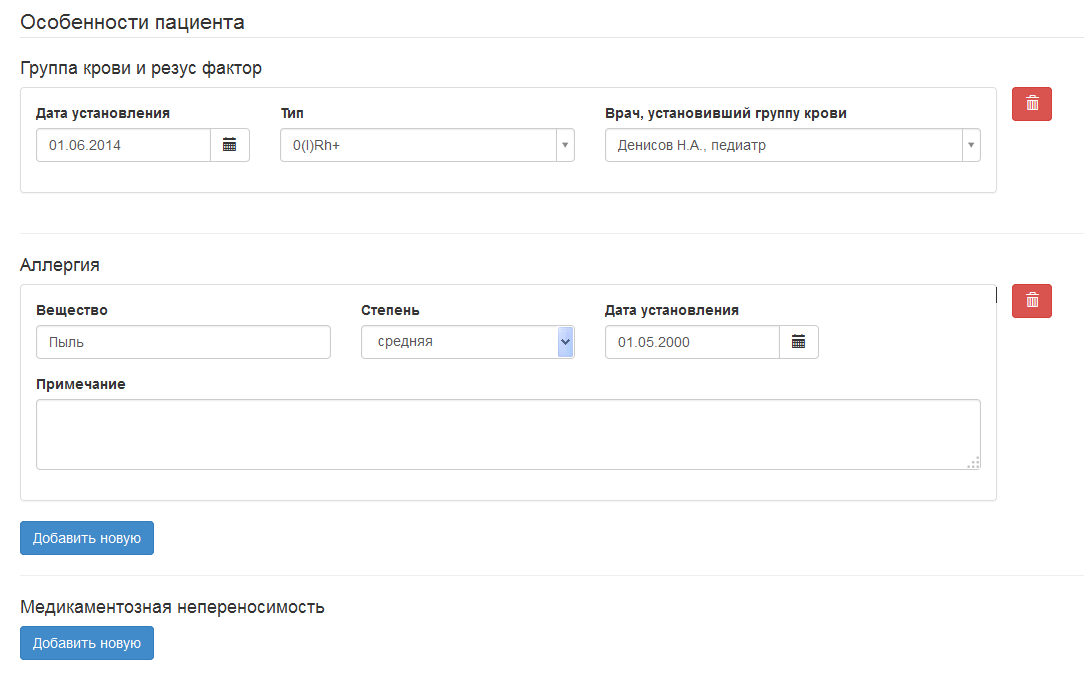 Особенности пациента
Группа крови и резус фактор
Дата установления Тип Врач, установивший группу крови
01.06.2014 0(I)Rh+ Денисов Н.А., педиатр
Аллергия
Вещество Степень Дата установления
Пыль средняя 01.05.2000
Примечание
Добавить новую
Медикаментозная непереносимость
Добавить новую